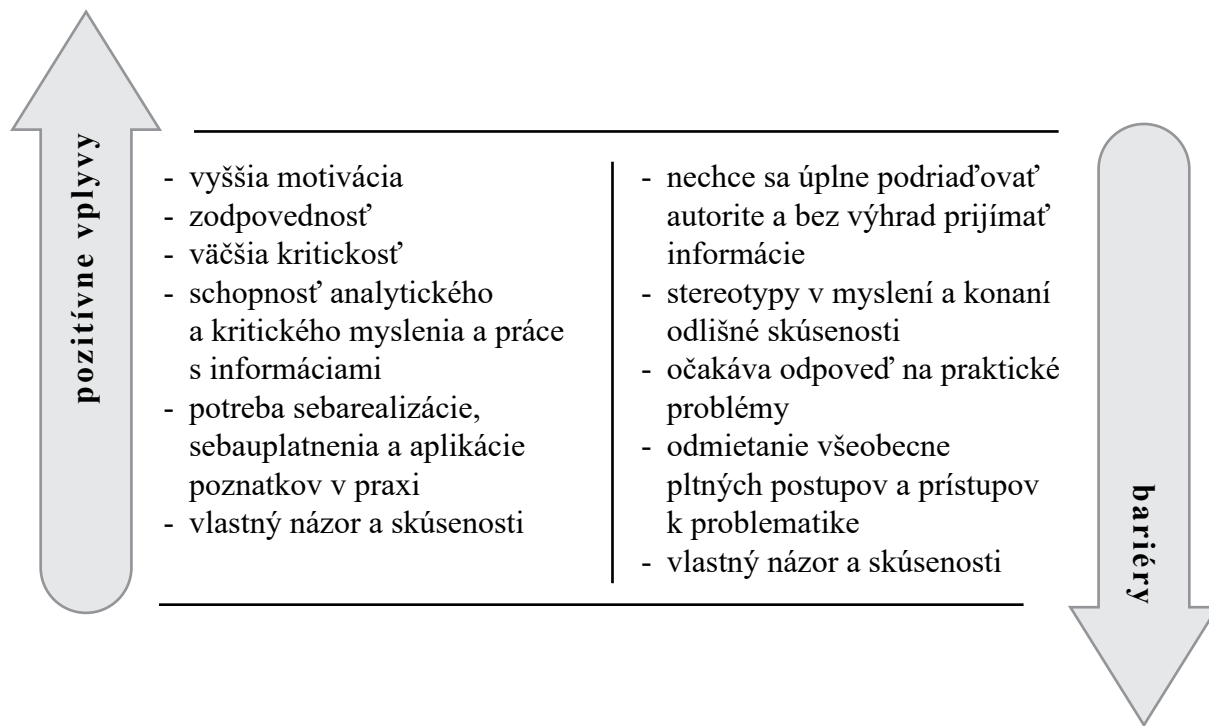 pozitívne vplyvy
- vyššia motivácia
- zodpovednosť
- väčšia kritickosť
- schopnosť analytického
a kritického myslenia a práce
s informáciami
- potreba sebarealizácie,
sebauplatnenia a aplikácie
poznatkov v praxi
- vlastný názor a skúsenosti
- nechce sa úplne podriaďovať
autorite a bez výhrad prijímať
informácie
- stereotypy v myslení a konaní
odlišné skúsenosti
- očakáva odpoveď na praktické
problémy
- odmietanie všeobecne
pltných postupov a prístupov
k problematike
- vlastný názor a skúsenosti
bariéry